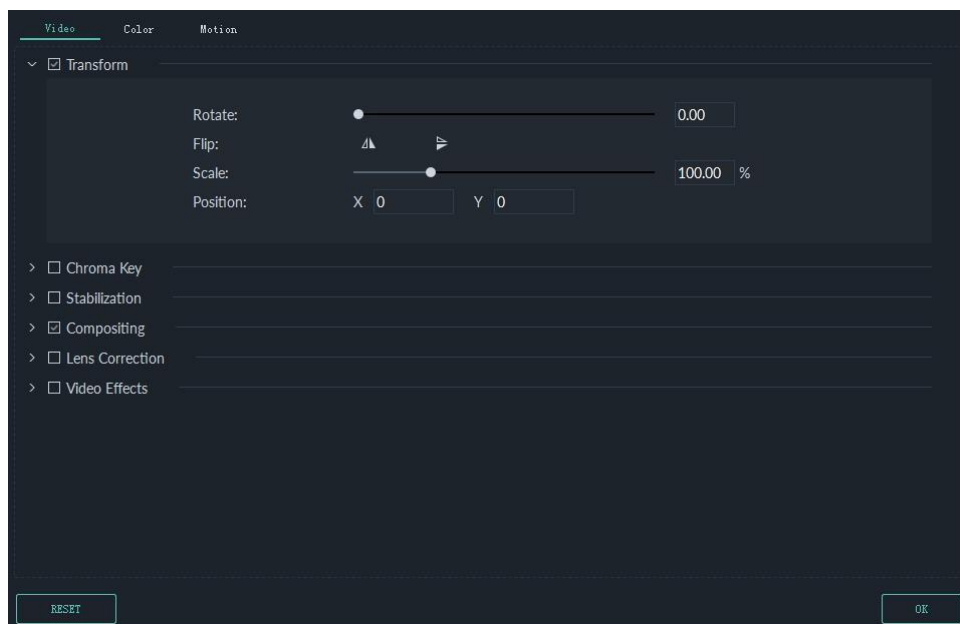 Video Color Motion
Transform
Rotate: 0.00
Flip:
Scale: 100.00 %
Position: X 0 Y 0
Chroma Key
Stabilization
Compositing
Lens Correction
Video Effects
RESET OK